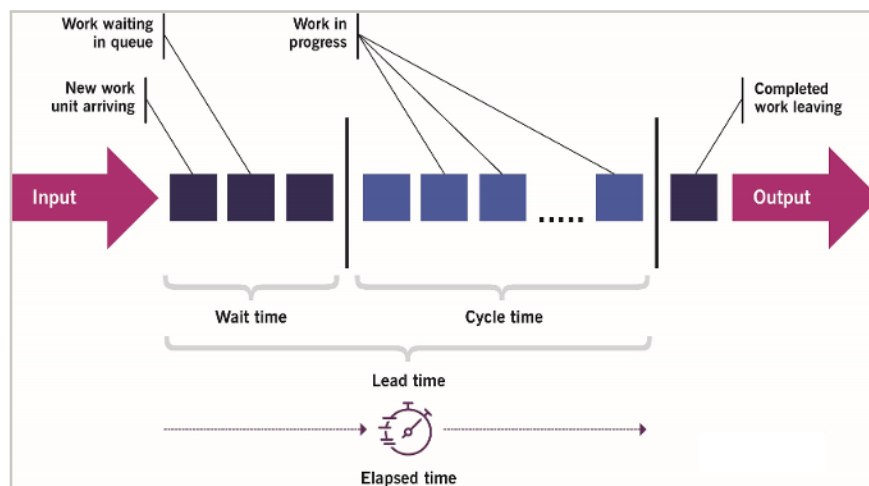 Work waiting
in queue
Work in
progress
New work
unit arriving
Completed
work leaving
Input
Output
Wait time
Cycle time
Lead time
Elapsed time